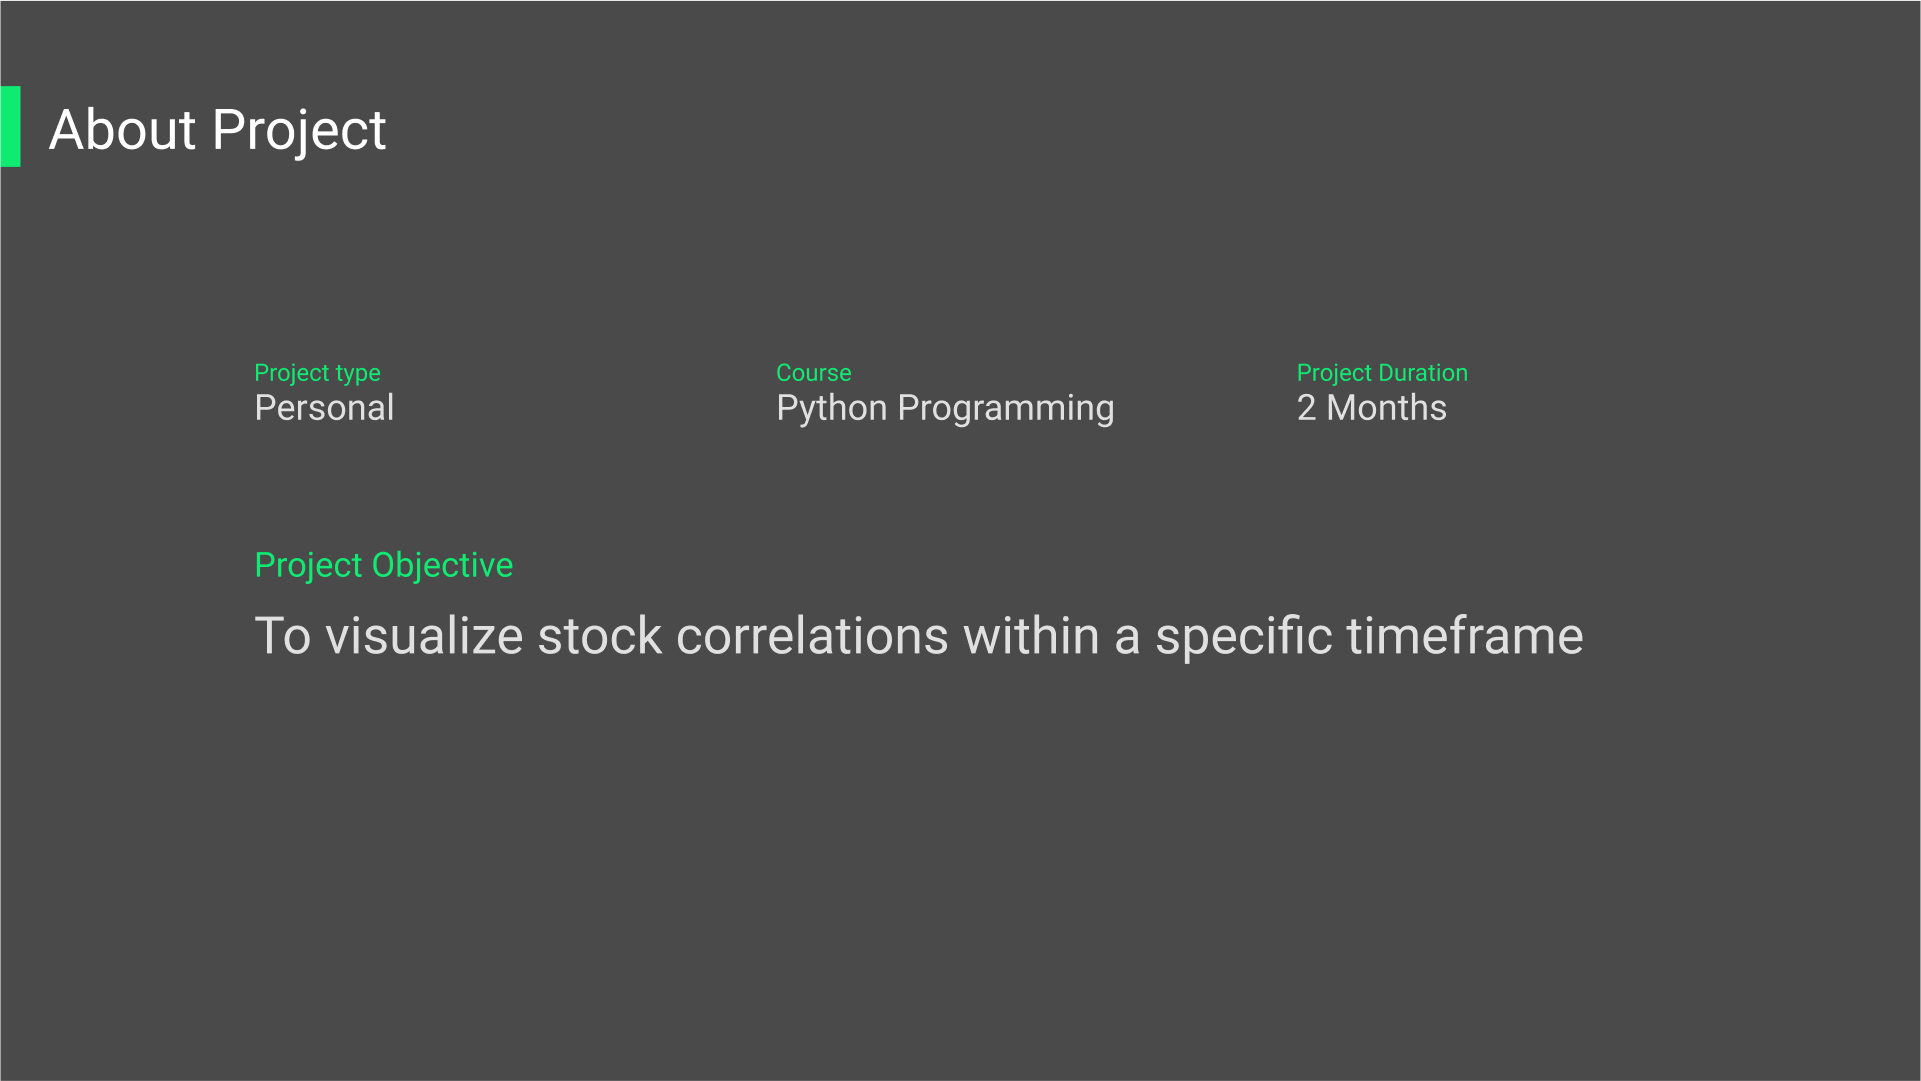 About Project
Project type
Personal
Course
Python Programming
Project Duration
2 Months
Project Objective
To visualize stock correlations within a specific timeframe